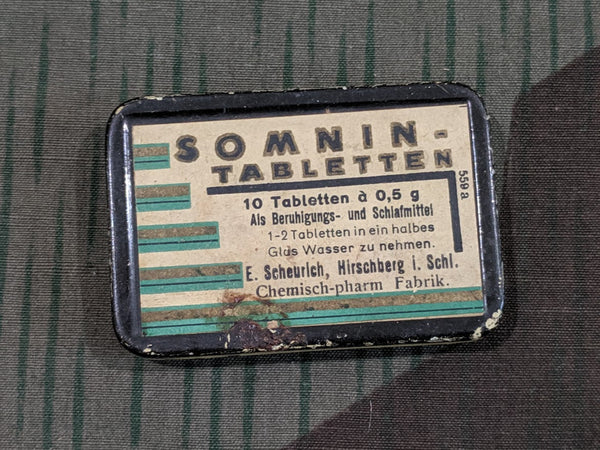 SOMNIN-
TABLETTEN
10 Tabletten à 0,5 g
Als Beruhigungs- und Schlafmittel
1-2 Tabletten in ein halbes
Glas Wasser zu nehmen.
E. Scheurich, Hirschberg i. Schl.
Chemisch-pharm Fabrik.
559a